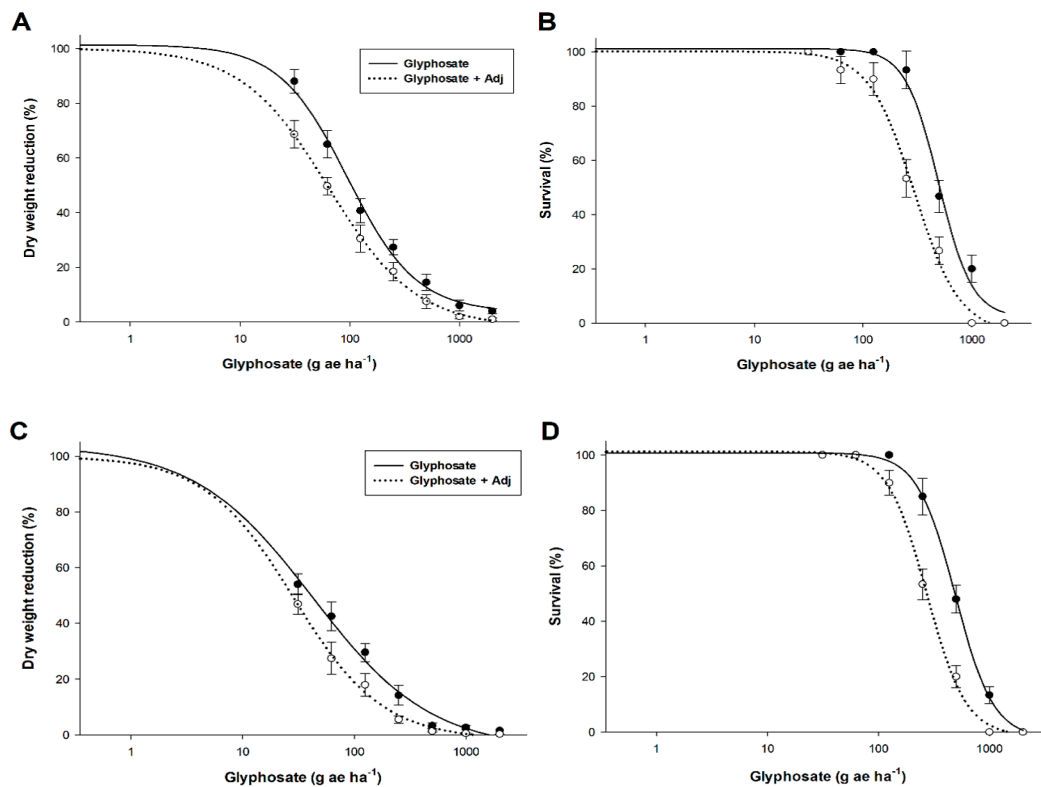 A
100
80
60
40
20
0
Dry weight reduction (%)
Glyphosate
Glyphosate + Adj
1
10
100
1000
Glyphosate (g ae ha⁻¹)
B
100
80
60
40
20
0
Survival (%)
1
10
100
1000
Glyphosate (g ae ha⁻¹)
C
100
80
60
40
20
0
Dry weight reduction (%)
Glyphosate
Glyphosate + Adj
1
10
100
1000
Glyphosate (g ae ha⁻¹)
D
100
80
60
40
20
0
Survival (%)
1
10
100
1000
Glyphosate (g ae ha⁻¹)